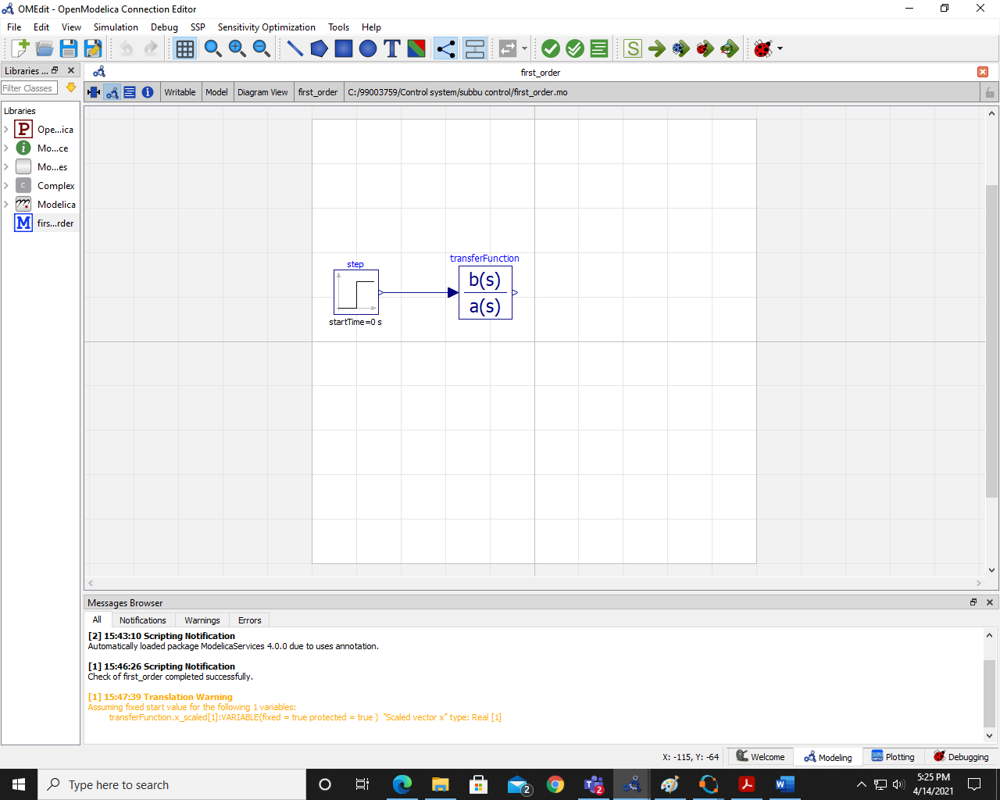 OMEdit - OpenModelica Connection Editor
File Edit View Simulation Debug SSP Sensitivity Optimization Tools Help
Libraries ...
first_order
Filter Classes
Writable Model Diagram View first_order C:/99003759/Control system/subbu control/first_order.mo
Libraries
P Ope...ica
i Mo...ce
Mo...es
C Complex
Modelica
M firs...rder
step
startTime=0 s
transferFunction
b(s)
a(s)
Messages Browser
All Notifications Warnings Errors
[2] 15:43:10 Scripting Notification
Automatically loaded package ModelicaServices 4.0.0 due to uses annotation.
[1] 15:46:26 Scripting Notification
Check of first_order completed successfully.
[1] 15:47:39 Translation Warning
Assuming fixed start value for the following 1 variables:
transferFunction.x_scaled[1]:VARIABLE(fixed = true protected = true ) "Scaled vector x" type: Real [1]
X: -115, Y: -64 Welcome Modeling Plotting Debugging
Type here to search
2
2
W
5:25 PM
4/14/2021